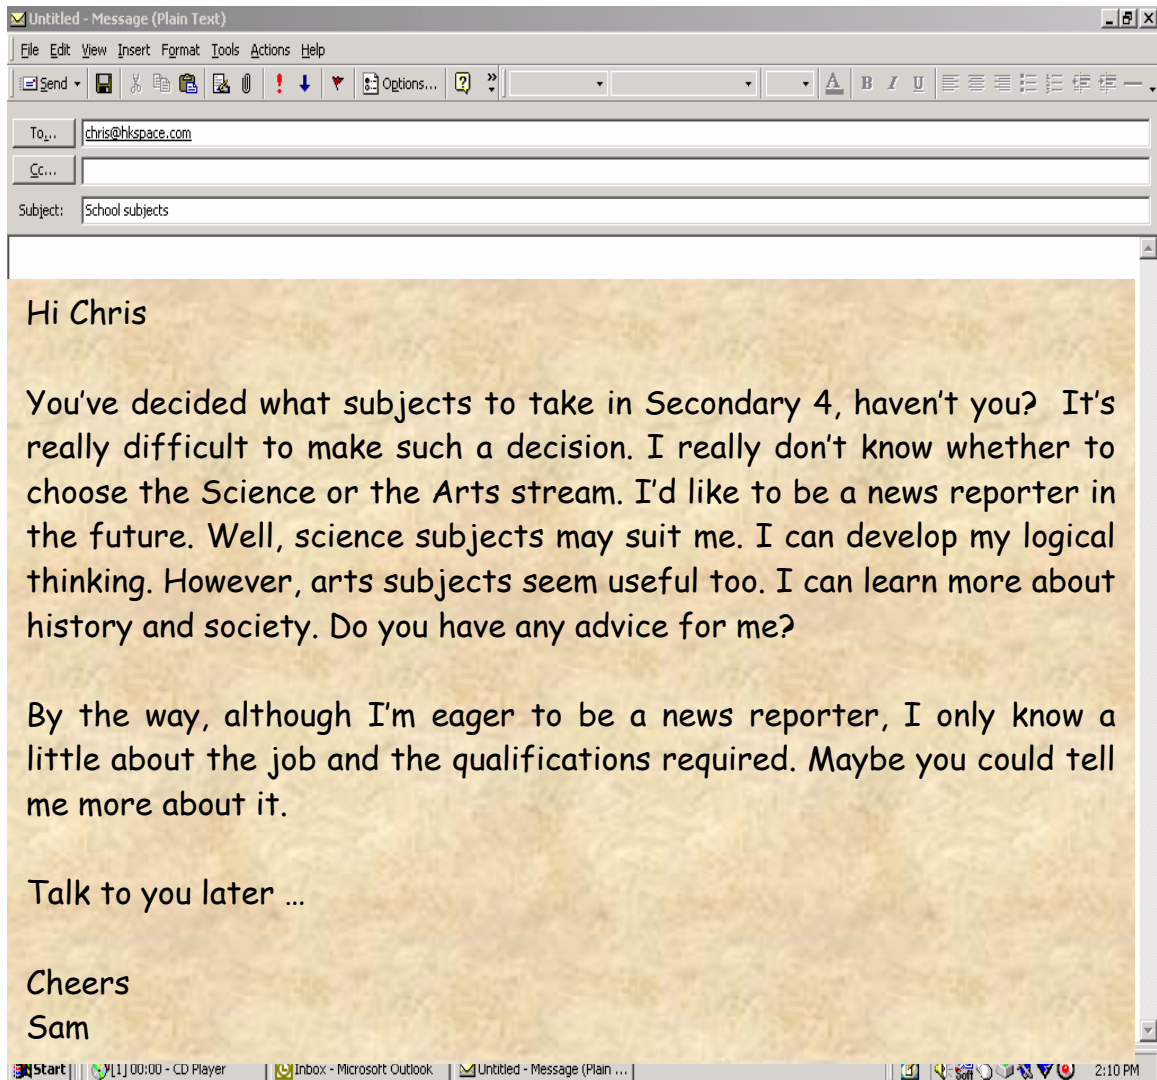 Untitled - Message (Plain Text)
File Edit View Insert Format Tools Actions Help
Send Options... A B I U
To... chris@hkspace.com
Cc...
Subject: School subjects
Hi Chris
You've decided what subjects to take in Secondary 4, haven't you? It's
really difficult to make such a decision. I really don't know whether to
choose the Science or the Arts stream. I'd like to be a news reporter in
the future. Well, science subjects may suit me. I can develop my logical
thinking. However, arts subjects seem useful too. I can learn more about
history and society. Do you have any advice for me?
By the way, although I'm eager to be a news reporter, I only know a
little about the job and the qualifications required. Maybe you could tell
me more about it.
Talk to you later …
Cheers
Sam
Start [1] 00:00 - CD Player Inbox - Microsoft Outlook Untitled - Message (Plain ... 2:10 PM